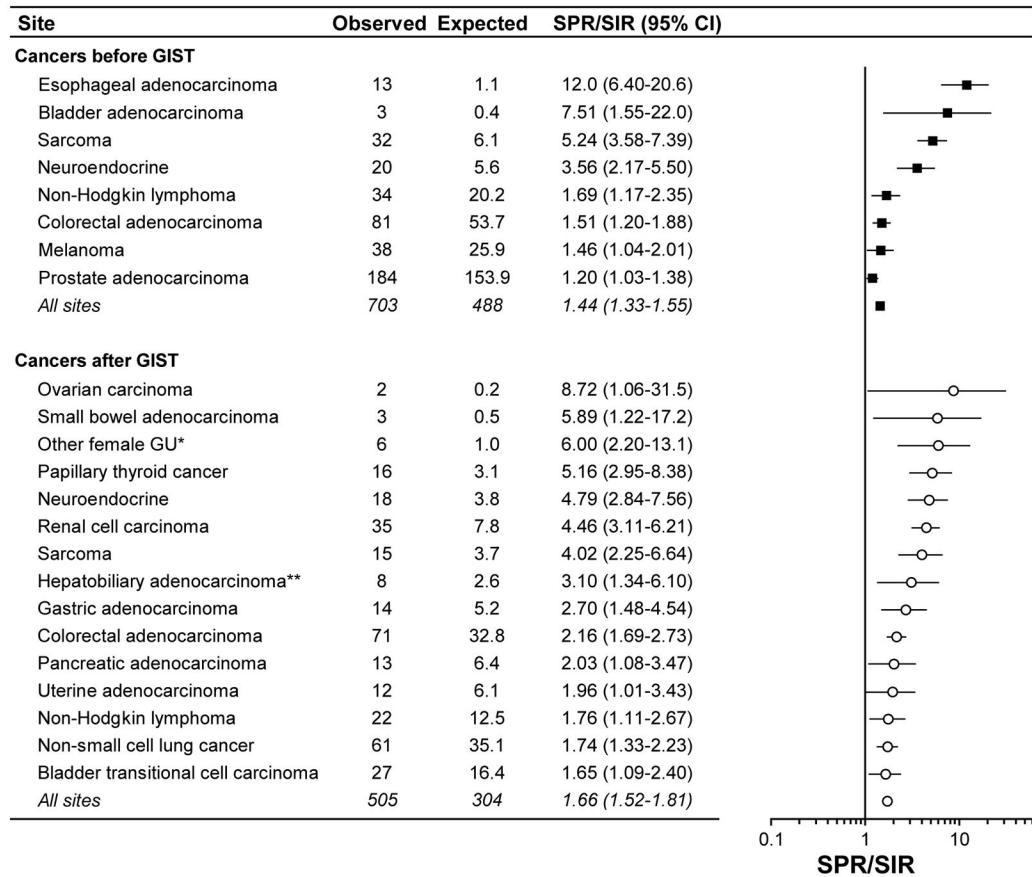 Site Observed Expected SPR/SIR (95% CI)
Cancers before GIST
Esophageal adenocarcinoma 13 1.1 12.0 (6.40-20.6)
Bladder adenocarcinoma 3 0.4 7.51 (1.55-22.0)
Sarcoma 32 6.1 5.24 (3.58-7.39)
Neuroendocrine 20 5.6 3.56 (2.17-5.50)
Non-Hodgkin lymphoma 34 20.2 1.69 (1.17-2.35)
Colorectal adenocarcinoma 81 53.7 1.51 (1.20-1.88)
Melanoma 38 25.9 1.46 (1.04-2.01)
Prostate adenocarcinoma 184 153.9 1.20 (1.03-1.38)
All sites 703 488 1.44 (1.33-1.55)
Cancers after GIST
Ovarian carcinoma 2 0.2 8.72 (1.06-31.5)
Small bowel adenocarcinoma 3 0.5 5.89 (1.22-17.2)
Other female GU* 6 1.0 6.00 (2.20-13.1)
Papillary thyroid cancer 16 3.1 5.16 (2.95-8.38)
Neuroendocrine 18 3.8 4.79 (2.84-7.56)
Renal cell carcinoma 35 7.8 4.46 (3.11-6.21)
Sarcoma 15 3.7 4.02 (2.25-6.64)
Hepatobiliary adenocarcinoma** 8 2.6 3.10 (1.34-6.10)
Gastric adenocarcinoma 14 5.2 2.70 (1.48-4.54)
Colorectal adenocarcinoma 71 32.8 2.16 (1.69-2.73)
Pancreatic adenocarcinoma 13 6.4 2.03 (1.08-3.47)
Uterine adenocarcinoma 12 6.1 1.96 (1.01-3.43)
Non-Hodgkin lymphoma 22 12.5 1.76 (1.11-2.67)
Non-small cell lung cancer 61 35.1 1.74 (1.33-2.23)
Bladder transitional cell carcinoma 27 16.4 1.65 (1.09-2.40)
All sites 505 304 1.66 (1.52-1.81)
0.1 1 10
SPR/SIR